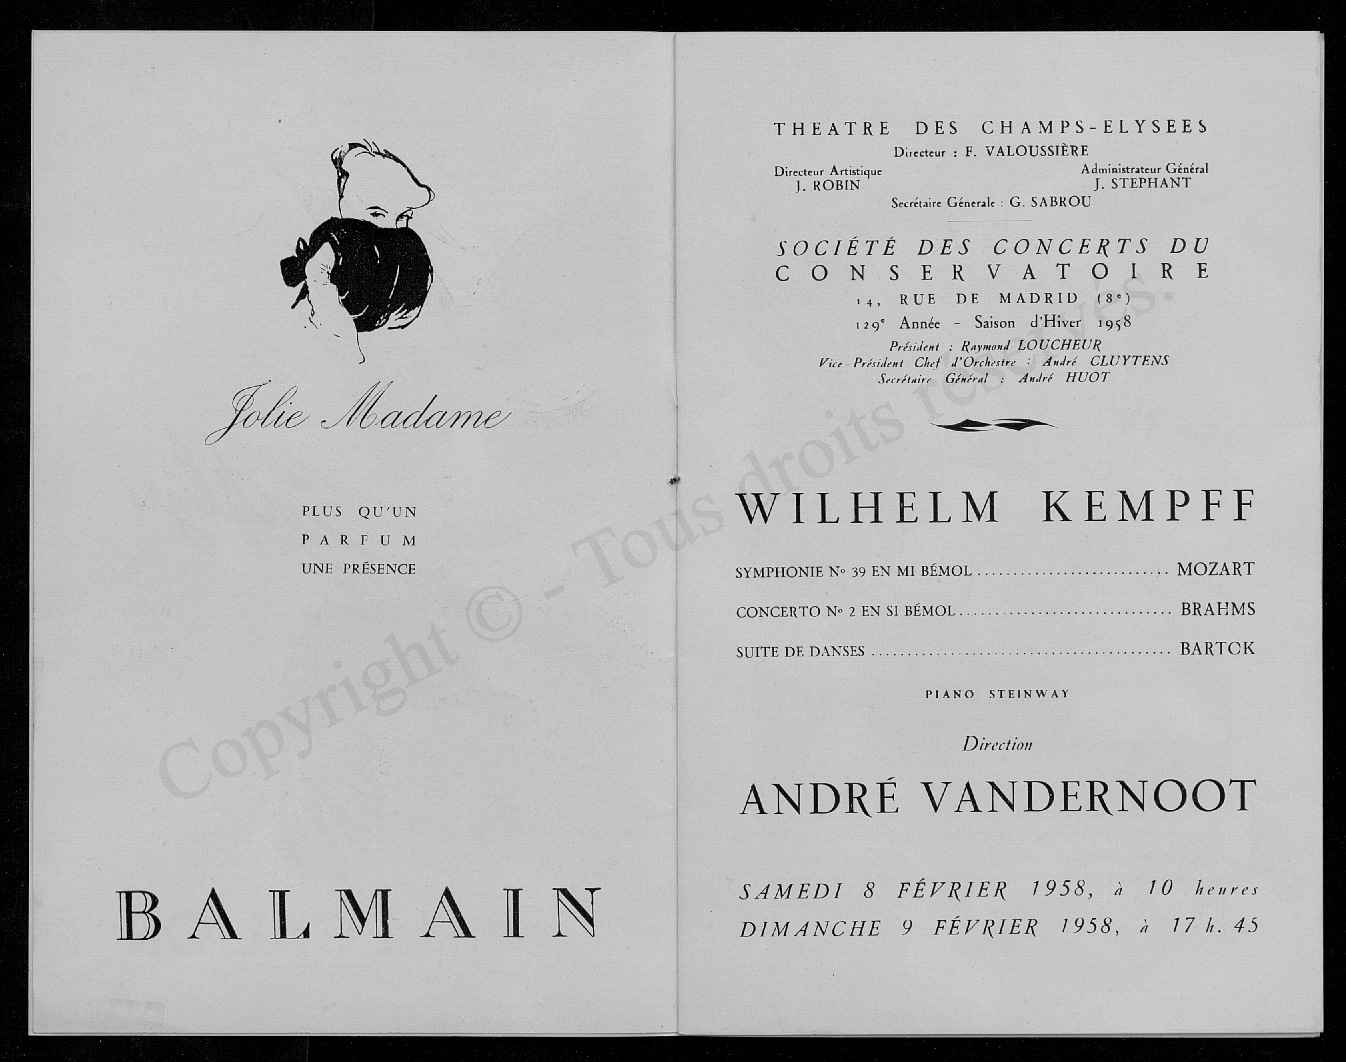 Jolie Madame
PLUS QU'UN
PARFUM
UNE PRÉSENCE
BALMAIN
THEATRE DES CHAMPS-ELYSEES
Directeur : F. VALOUSSIÈRE
Directeur Artistique
J. ROBIN
Administrateur Général
J. STEPHANT
Secrétaire Génerale : G. SABROU
SOCIÉTÉ DES CONCERTS DU
CONSERVATOIRE
14, RUE DE MADRID (8e)
129e Année - Saison d'Hiver 1958
Président : Raymond LOUCHEUR
Vice-Président Chef d'Orchestre : André CLUYTENS
Secrétaire Général : André HUOT
WILHELM KEMPFF
SYMPHONIE No 39 EN MI BÉMOL .......................... MOZART
CONCERTO No 2 EN SI BÉMOL ............................. BRAHMS
SUITE DE DANSES ......................................... BARTOK
PIANO STEINWAY
Direction
ANDRÉ VANDERNOOT
SAMEDI 8 FÉVRIER 1958, à 10 heures
DIMANCHE 9 FÉVRIER 1958, à 17 h. 45
Copyright © - Tous droits réservés.